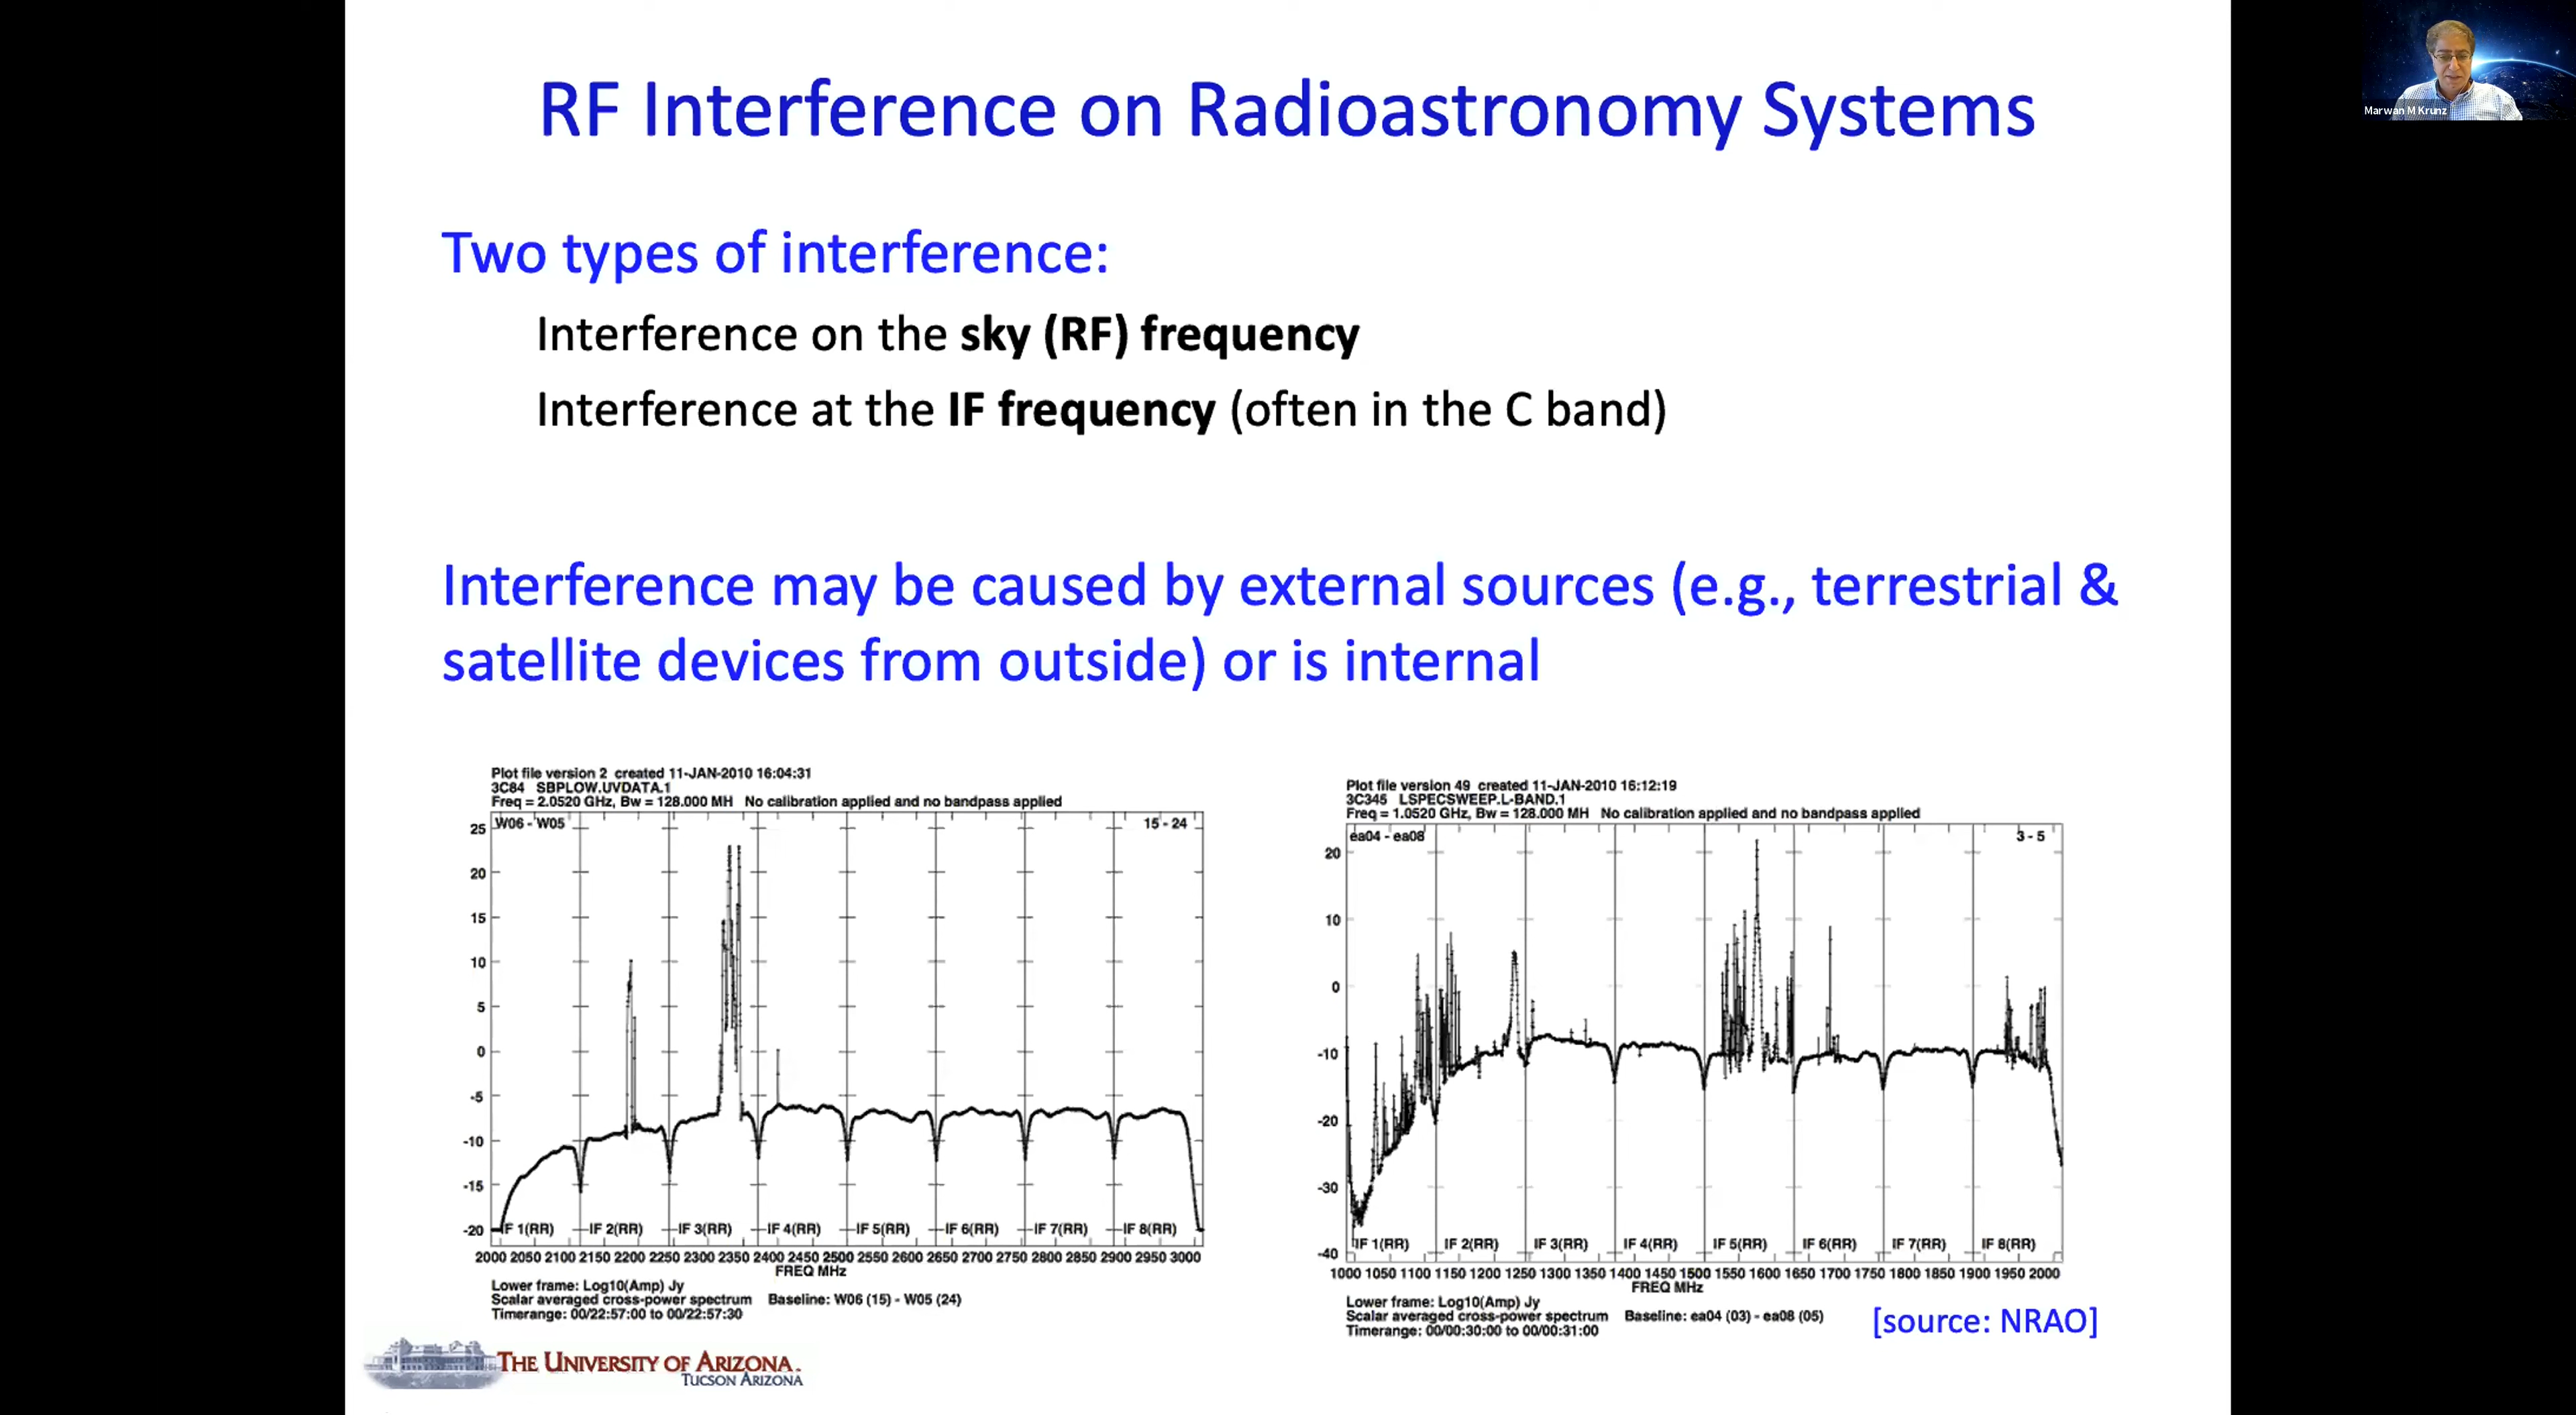 RF Interference on Radioastronomy Systems
Marwan M Krunz
Two types of interference:
Interference on the sky (RF) frequency
Interference at the IF frequency (often in the C band)
Interference may be caused by external sources (e.g., terrestrial &
satellite devices from outside) or is internal
Plot file version 2 created 11-JAN-2010 16:04:31
3C84 SBPLOW.UVDATA.1
Freq = 2.0520 GHz, Bw = 128.000 MH No calibration applied and no bandpass applied
W06 - W05 15 - 24
25
20
15
10
5
0
-5
-10
-15
-20
IF 1(RR) IF 2(RR) IF 3(RR) IF 4(RR) IF 5(RR) IF 6(RR) IF 7(RR) IF 8(RR)
2000 2050 2100 2150 2200 2250 2300 2350 2400 2450 2500 2550 2600 2650 2700 2750 2800 2850 2900 2950 3000
FREQ MHz
Lower frame: Log10(Amp) Jy
Scalar averaged cross-power spectrum Baseline: W06 (15) - W05 (24)
Timerange: 00/22:57:00 to 00/22:57:30
Plot file version 49 created 11-JAN-2010 16:12:19
3C345 LSPECSWEEP.L-BAND.1
Freq = 1.0520 GHz, Bw = 128.000 MH No calibration applied and no bandpass applied
ea04 - ea08 3 - 5
20
10
0
-10
-20
-30
-40
IF 1(RR) IF 2(RR) IF 3(RR) IF 4(RR) IF 5(RR) IF 6(RR) IF 7(RR) IF 8(RR)
1000 1050 1100 1150 1200 1250 1300 1350 1400 1450 1500 1550 1600 1650 1700 1750 1800 1850 1900 1950 2000
FREQ MHz
Lower frame: Log10(Amp) Jy
Scalar averaged cross-power spectrum Baseline: ea04 (03) - ea08 (05)
Timerange: 00/00:30:00 to 00/00:31:00
[source: NRAO]
THE UNIVERSITY OF ARIZONA.
TUCSON ARIZONA